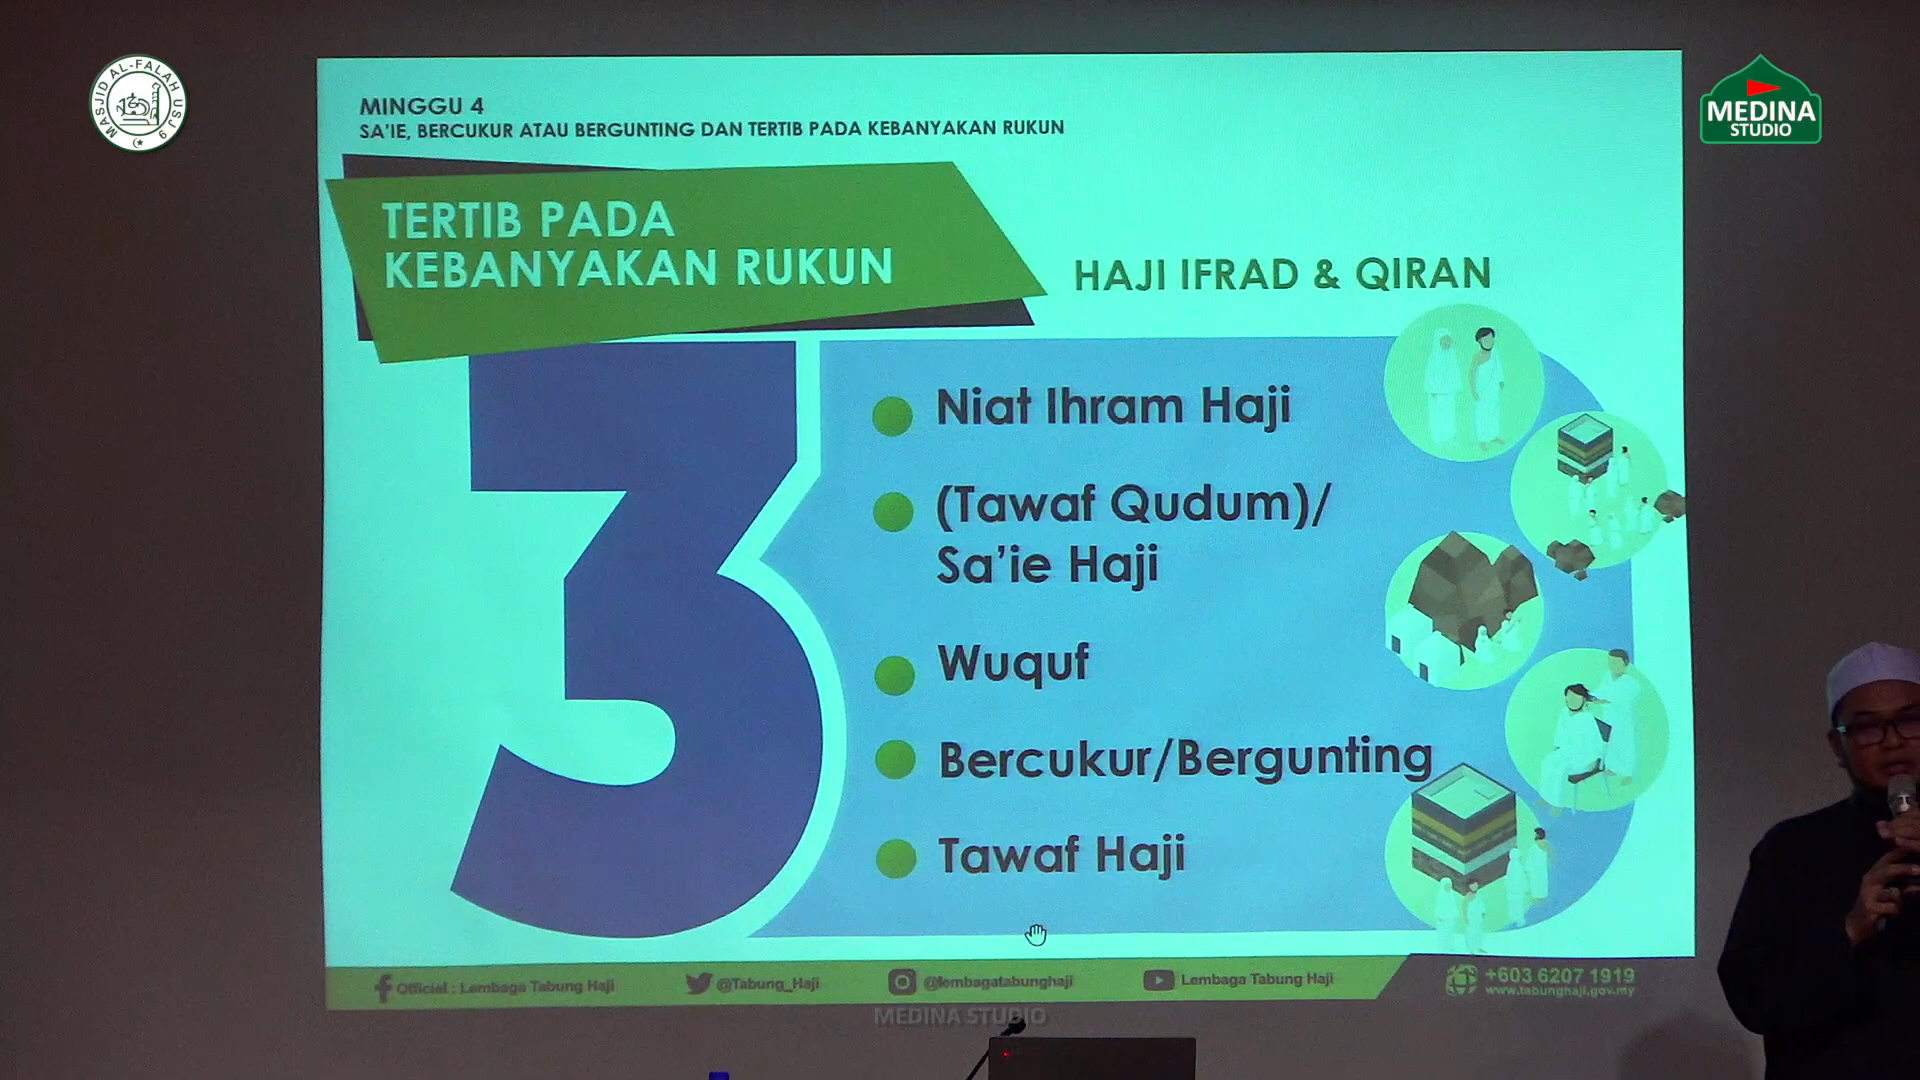 MASJID AL-FALAH USJ 9
MEDINA
STUDIO
MINGGU 4
SA'IE, BERCUKUR ATAU BERGUNTING DAN TERTIB PADA KEBANYAKAN RUKUN
TERTIB PADA
KEBANYAKAN RUKUN
HAJI IFRAD & QIRAN
3
Niat Ihram Haji
(Tawaf Qudum)/
Sa'ie Haji
Wuquf
Bercukur/Bergunting
Tawaf Haji
Official : Lembaga Tabung Haji
@Tabung_Haji
@lembagatabunghaji
Lembaga Tabung Haji
+603 6207 1919
www.tabunghaji.gov.my
MEDINA STUDIO